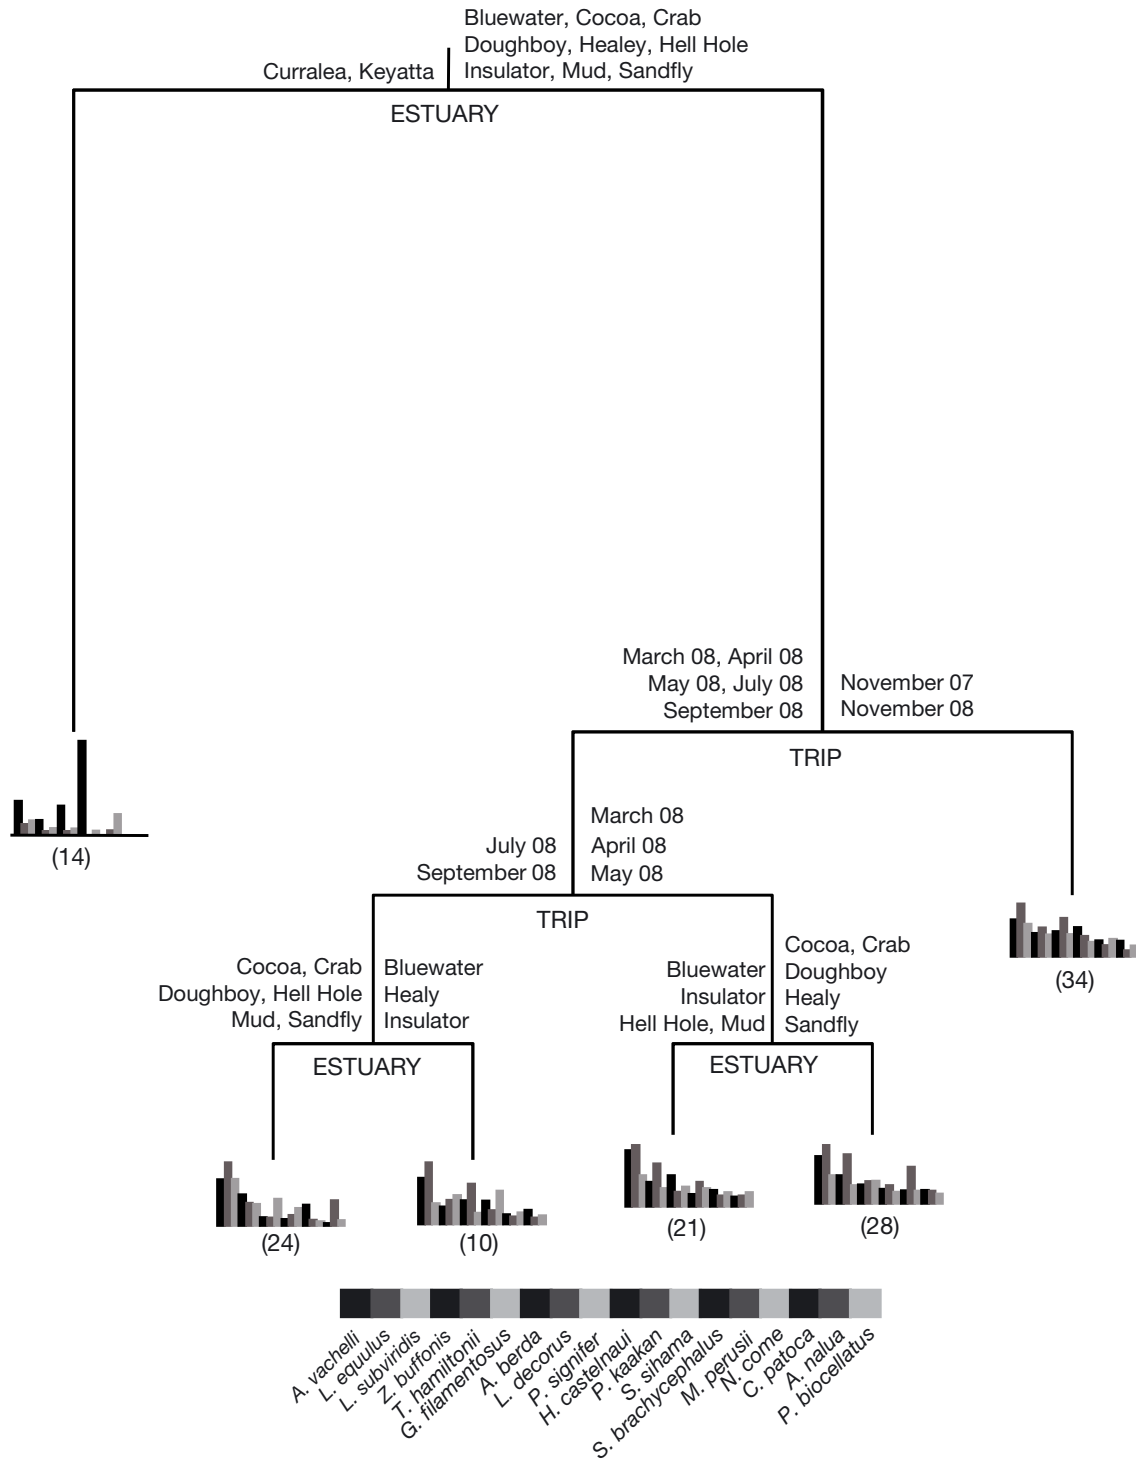 Bluewater, Cocoa, Crab
Doughboy, Healey, Hell Hole
Curralea, Keyatta
Insulator, Mud, Sandfly
ESTUARY
March 08, April 08
May 08, July 08
September 08
November 07
November 08
TRIP
July 08
September 08
March 08
April 08
May 08
(14)
TRIP
(34)
Cocoa, Crab
Doughboy, Hell Hole
Mud, Sandfly
Bluewater
Healy
Insulator
Bluewater
Insulator
Hell Hole, Mud
Cocoa, Crab
Doughboy
Healy
Sandfly
ESTUARY
ESTUARY
(24)
(10)
(21)
(28)
A. vachelli
L. equulus
L. subviridis
Z. buffonis
T. hamiltonii
G. filamentosus
A. berda
L. decorus
P. signifer
H. castelnaui
P. kaakan
S. sihama
S. brachycephalus
M. perusii
N. come
C. patoca
A. nalua
P. biocellatus